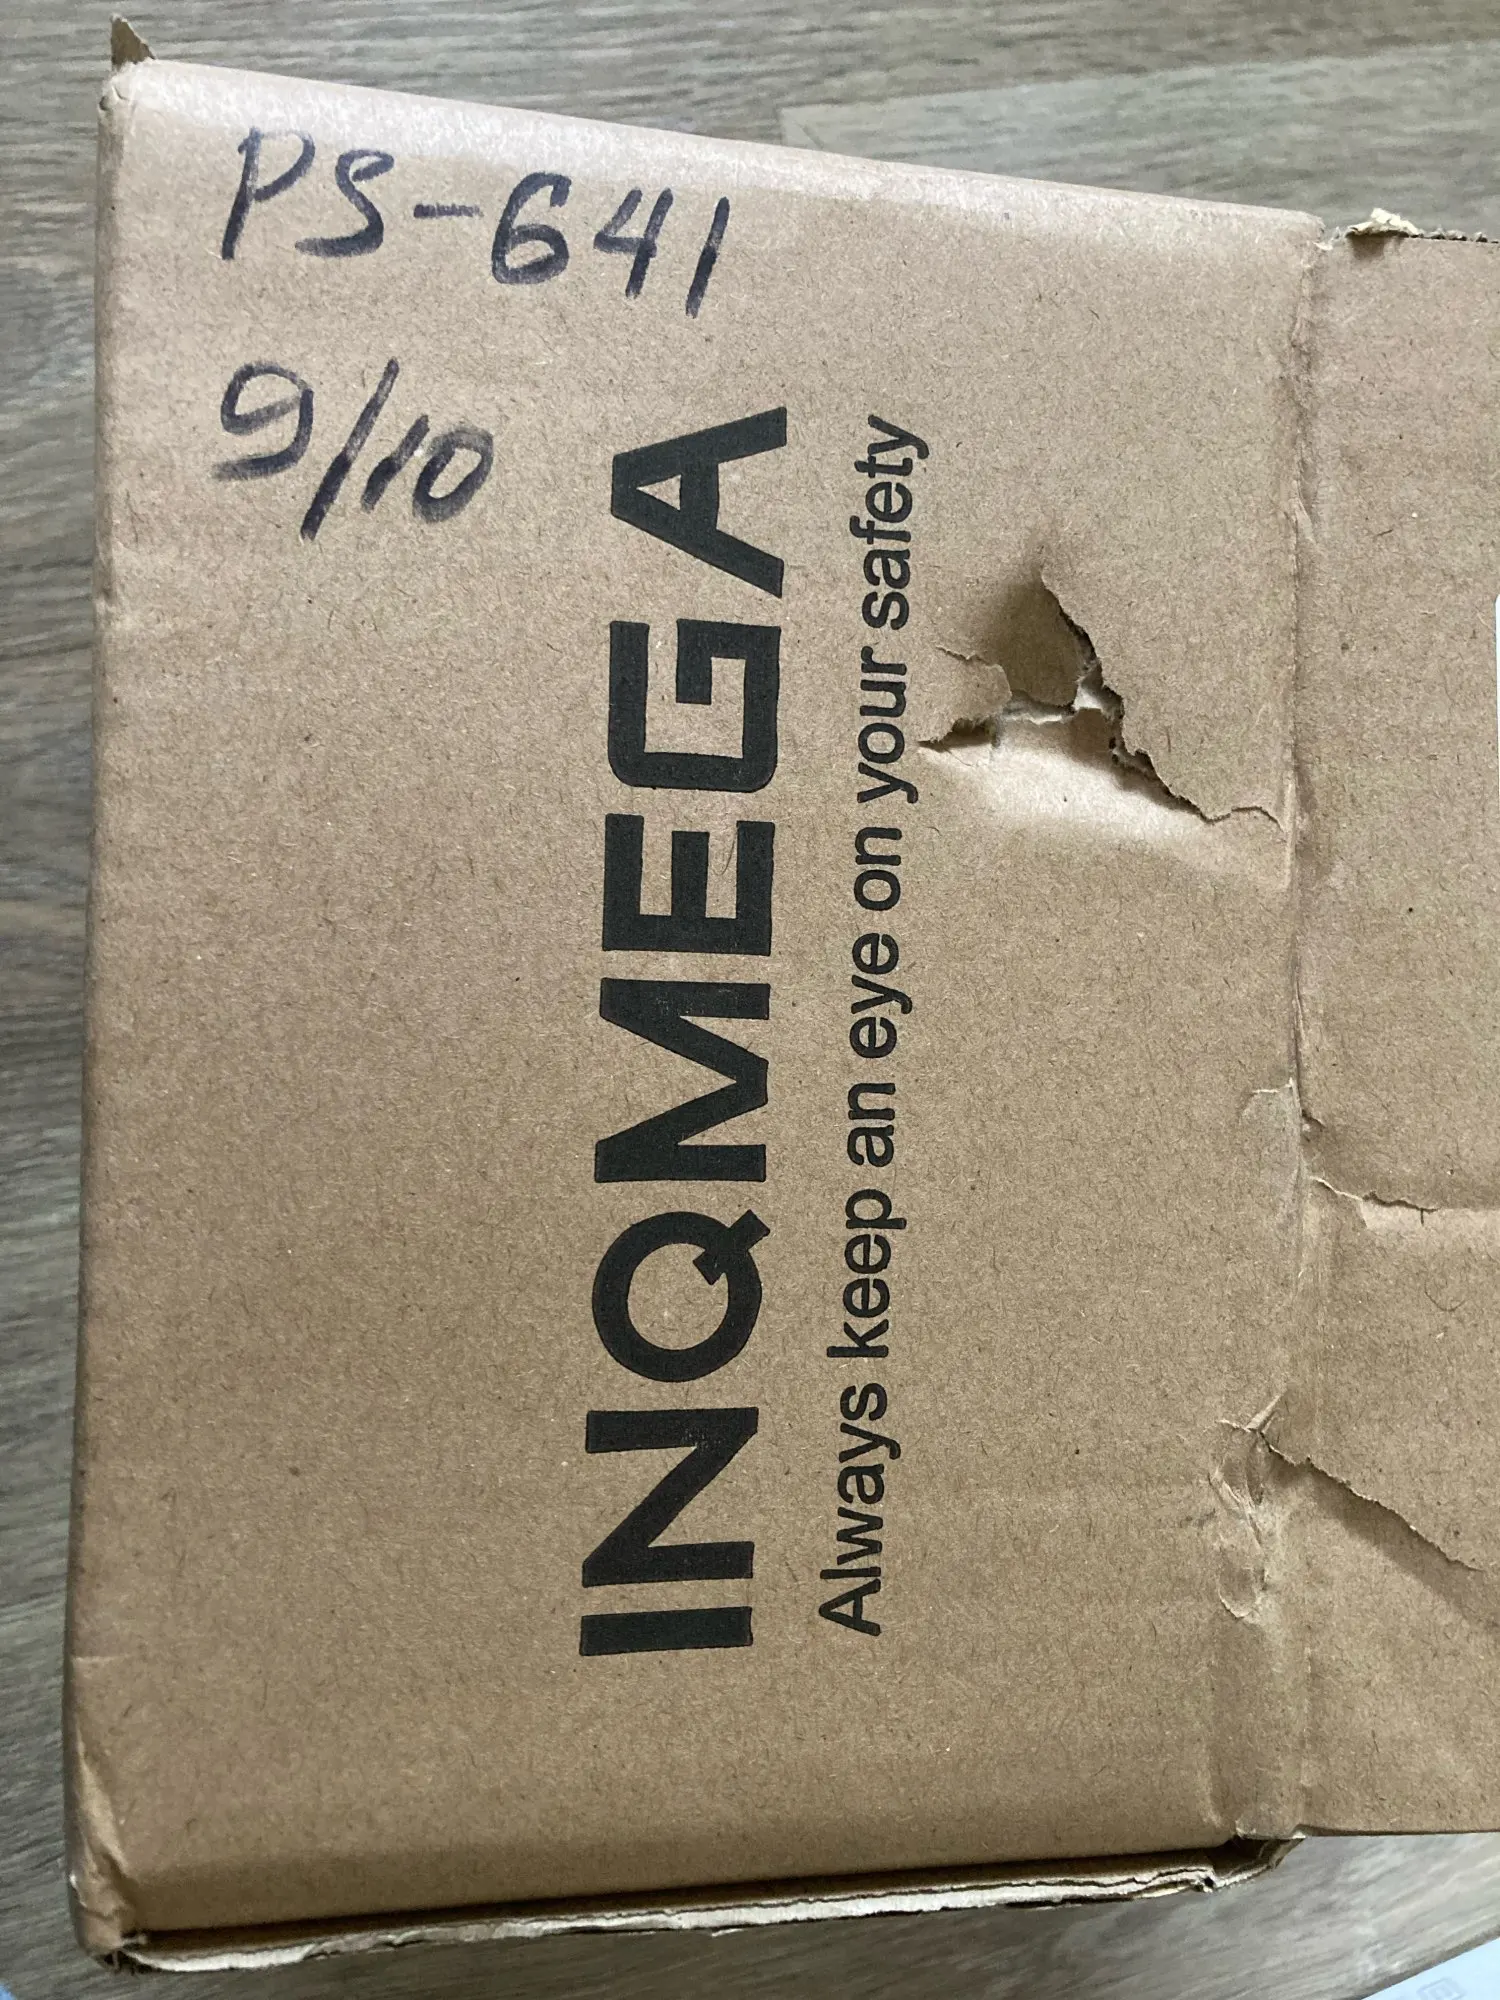 PS-641
9/10
INQMEGA
Always keep an eye on your safety